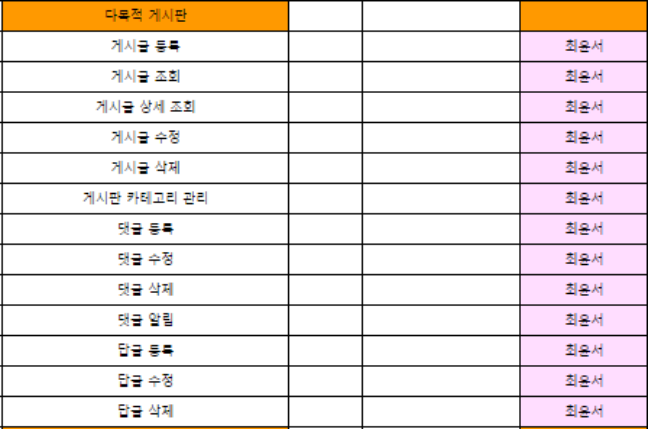 다목적 게시판
게시글 등록 최윤서
게시글 조회 최윤서
게시글 상세 조회 최윤서
게시글 수정 최윤서
게시글 삭제 최윤서
게시판 카테고리 관리 최윤서
댓글 등록 최윤서
댓글 수정 최윤서
댓글 삭제 최윤서
댓글 알림 최윤서
답글 등록 최윤서
답글 수정 최윤서
답글 삭제 최윤서